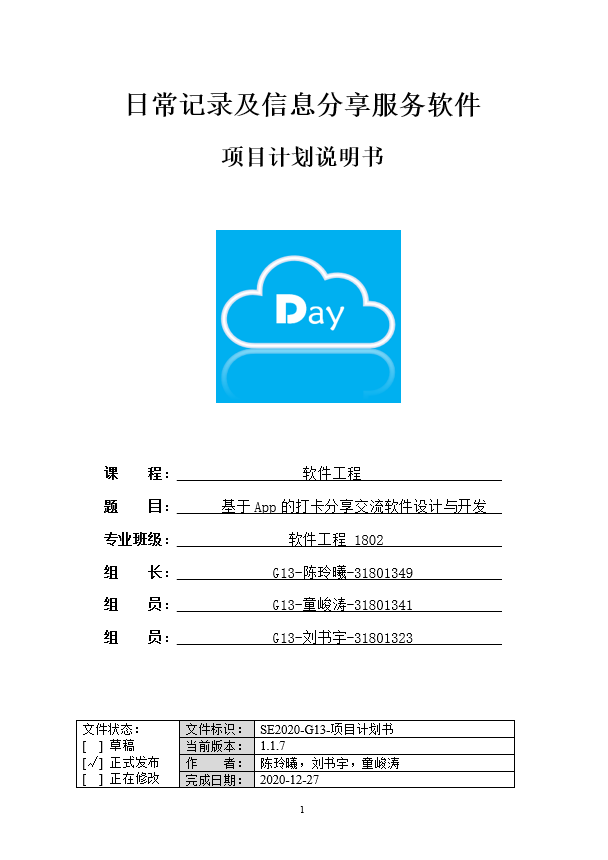 日常记录及信息分享服务软件
项目计划说明书
Day
课 程: 软件工程
题 目: 基于App的打卡分享交流软件设计与开发
专业班级: 软件工程 1802
组 长: G13-陈玲曦-31801349
组 员: G13-童峻涛-31801341
组 员: G13-刘书宇-31801323
文件状态:
[ ] 草稿
[√] 正式发布
[ ] 正在修改
文件标识: SE2020-G13-项目计划书
当前版本: 1.1.7
作 者: 陈玲曦，刘书宇，童峻涛
完成日期: 2020-12-27
1